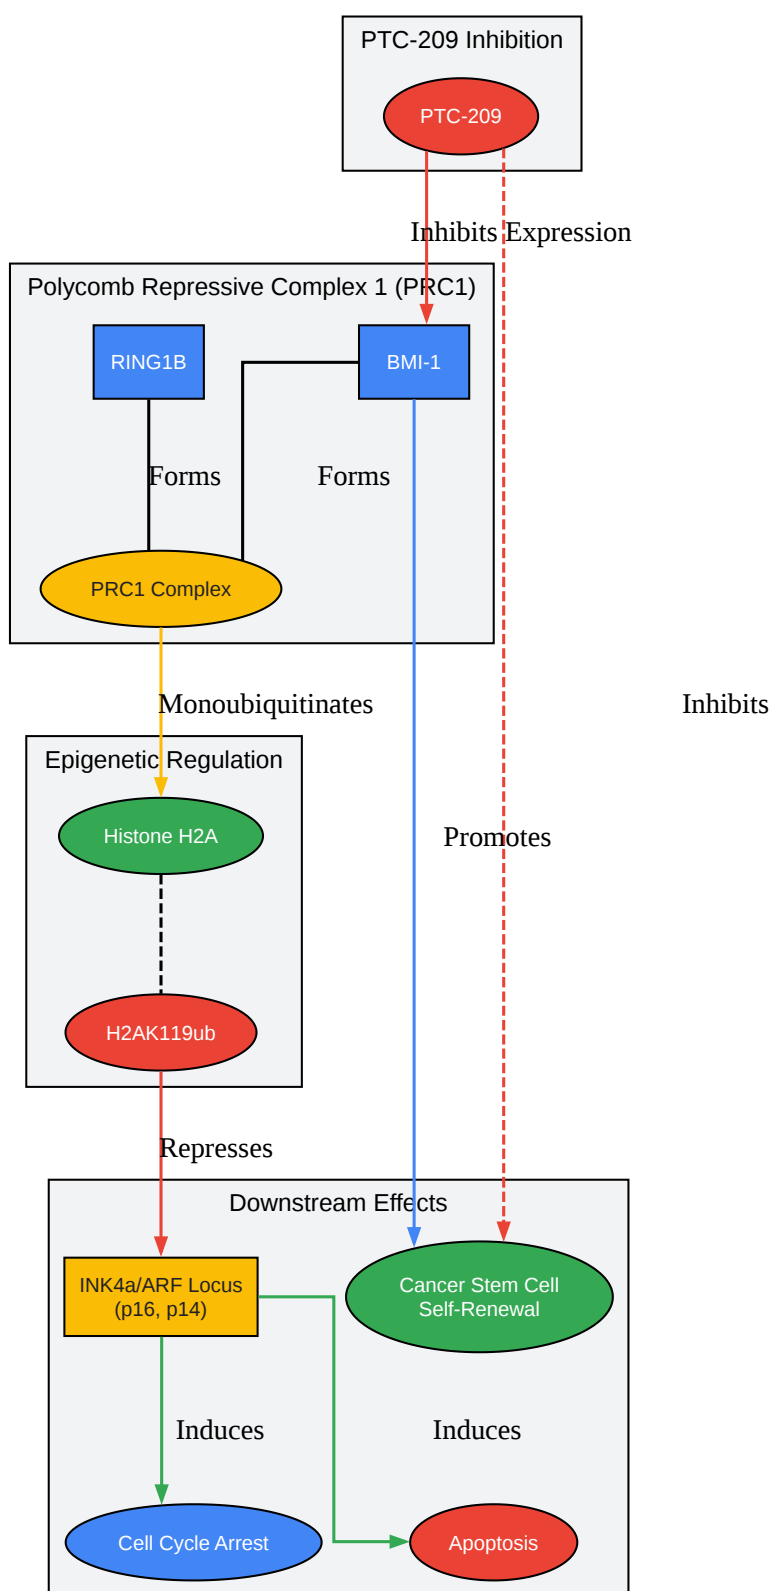 PTC-209 Inhibition
PTC-209
Inhibits Expression
Polycomb Repressive Complex 1 (PRC1)
RING1B
BMI-1
Forms
Forms
PRC1 Complex
Monoubiquitinates
Inhibits
Epigenetic Regulation
Histone H2A
Promotes
H2AK119ub
Represses
Downstream Effects
INK4a/ARF Locus
(p16, p14)
Cancer Stem Cell
Self-Renewal
Induces
Induces
Cell Cycle Arrest
Apoptosis